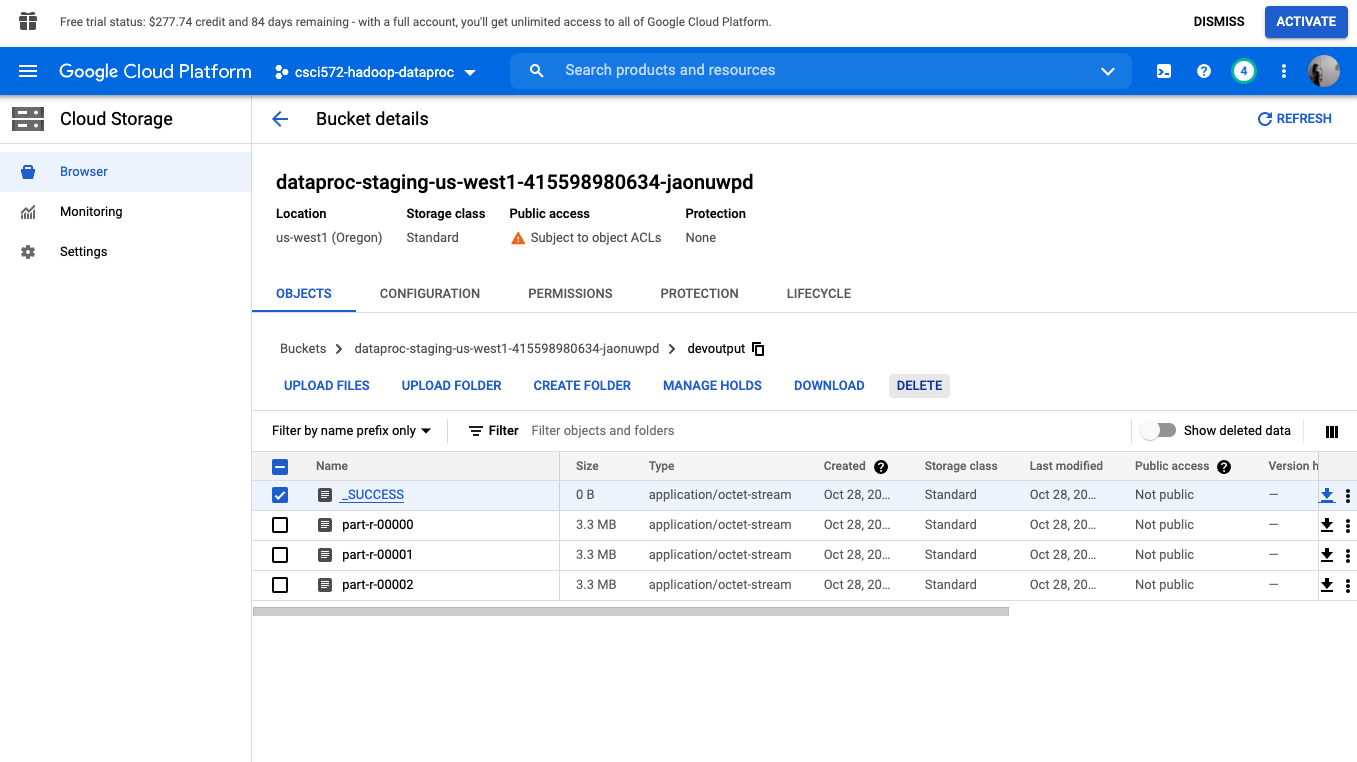 Free trial status: $277.74 credit and 84 days remaining - with a full account, you'll get unlimited access to all of Google Cloud Platform. DISMISS ACTIVATE
Google Cloud Platform csci572-hadoop-dataproc Search products and resources 4
Cloud Storage Bucket details REFRESH
Browser
Monitoring
Settings
dataproc-staging-us-west1-415598980634-jaonuwpd
Location Storage class Public access Protection
us-west1 (Oregon) Standard Subject to object ACLs None
OBJECTS CONFIGURATION PERMISSIONS PROTECTION LIFECYCLE
Buckets > dataproc-staging-us-west1-415598980634-jaonuwpd > devoutput
UPLOAD FILES UPLOAD FOLDER CREATE FOLDER MANAGE HOLDS DOWNLOAD DELETE
Filter by name prefix only Filter Filter objects and folders Show deleted data
Name Size Type Created Storage class Last modified Public access Version h
_SUCCESS 0 B application/octet-stream Oct 28, 20... Standard Oct 28, 20... Not public —
part-r-00000 3.3 MB application/octet-stream Oct 28, 20... Standard Oct 28, 20... Not public —
part-r-00001 3.3 MB application/octet-stream Oct 28, 20... Standard Oct 28, 20... Not public —
part-r-00002 3.3 MB application/octet-stream Oct 28, 20... Standard Oct 28, 20... Not public —